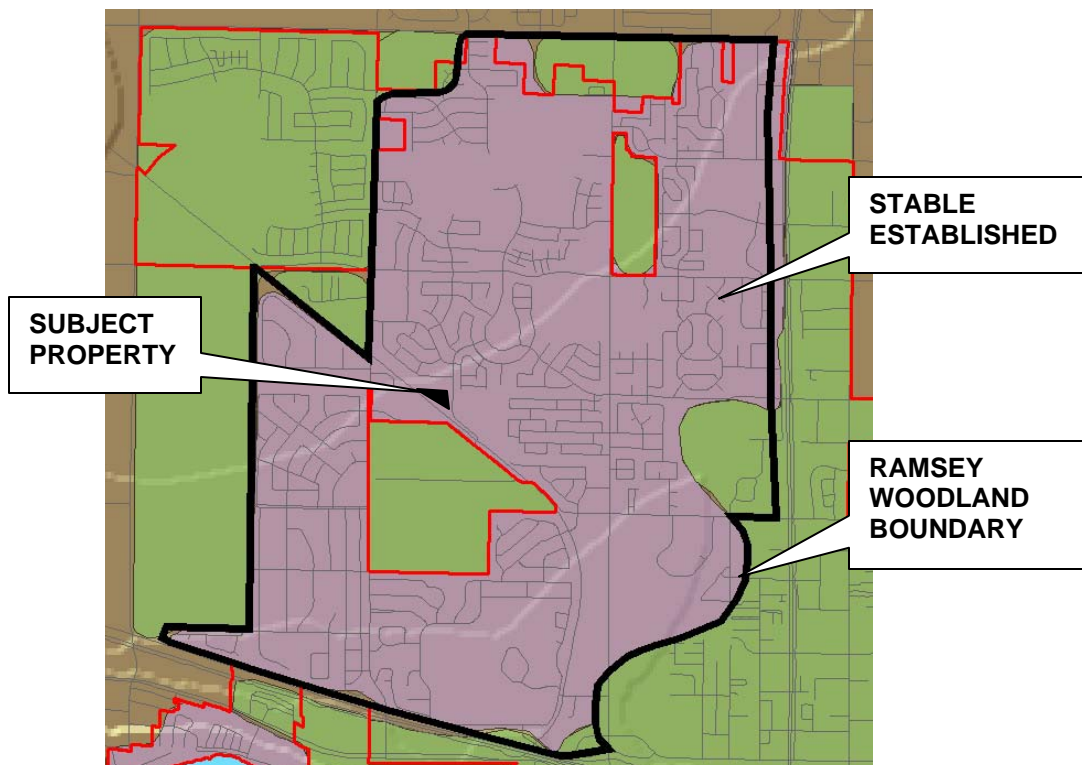 STABLE
ESTABLISHED
SUBJECT
PROPERTY
RAMSEY
WOODLAND
BOUNDARY